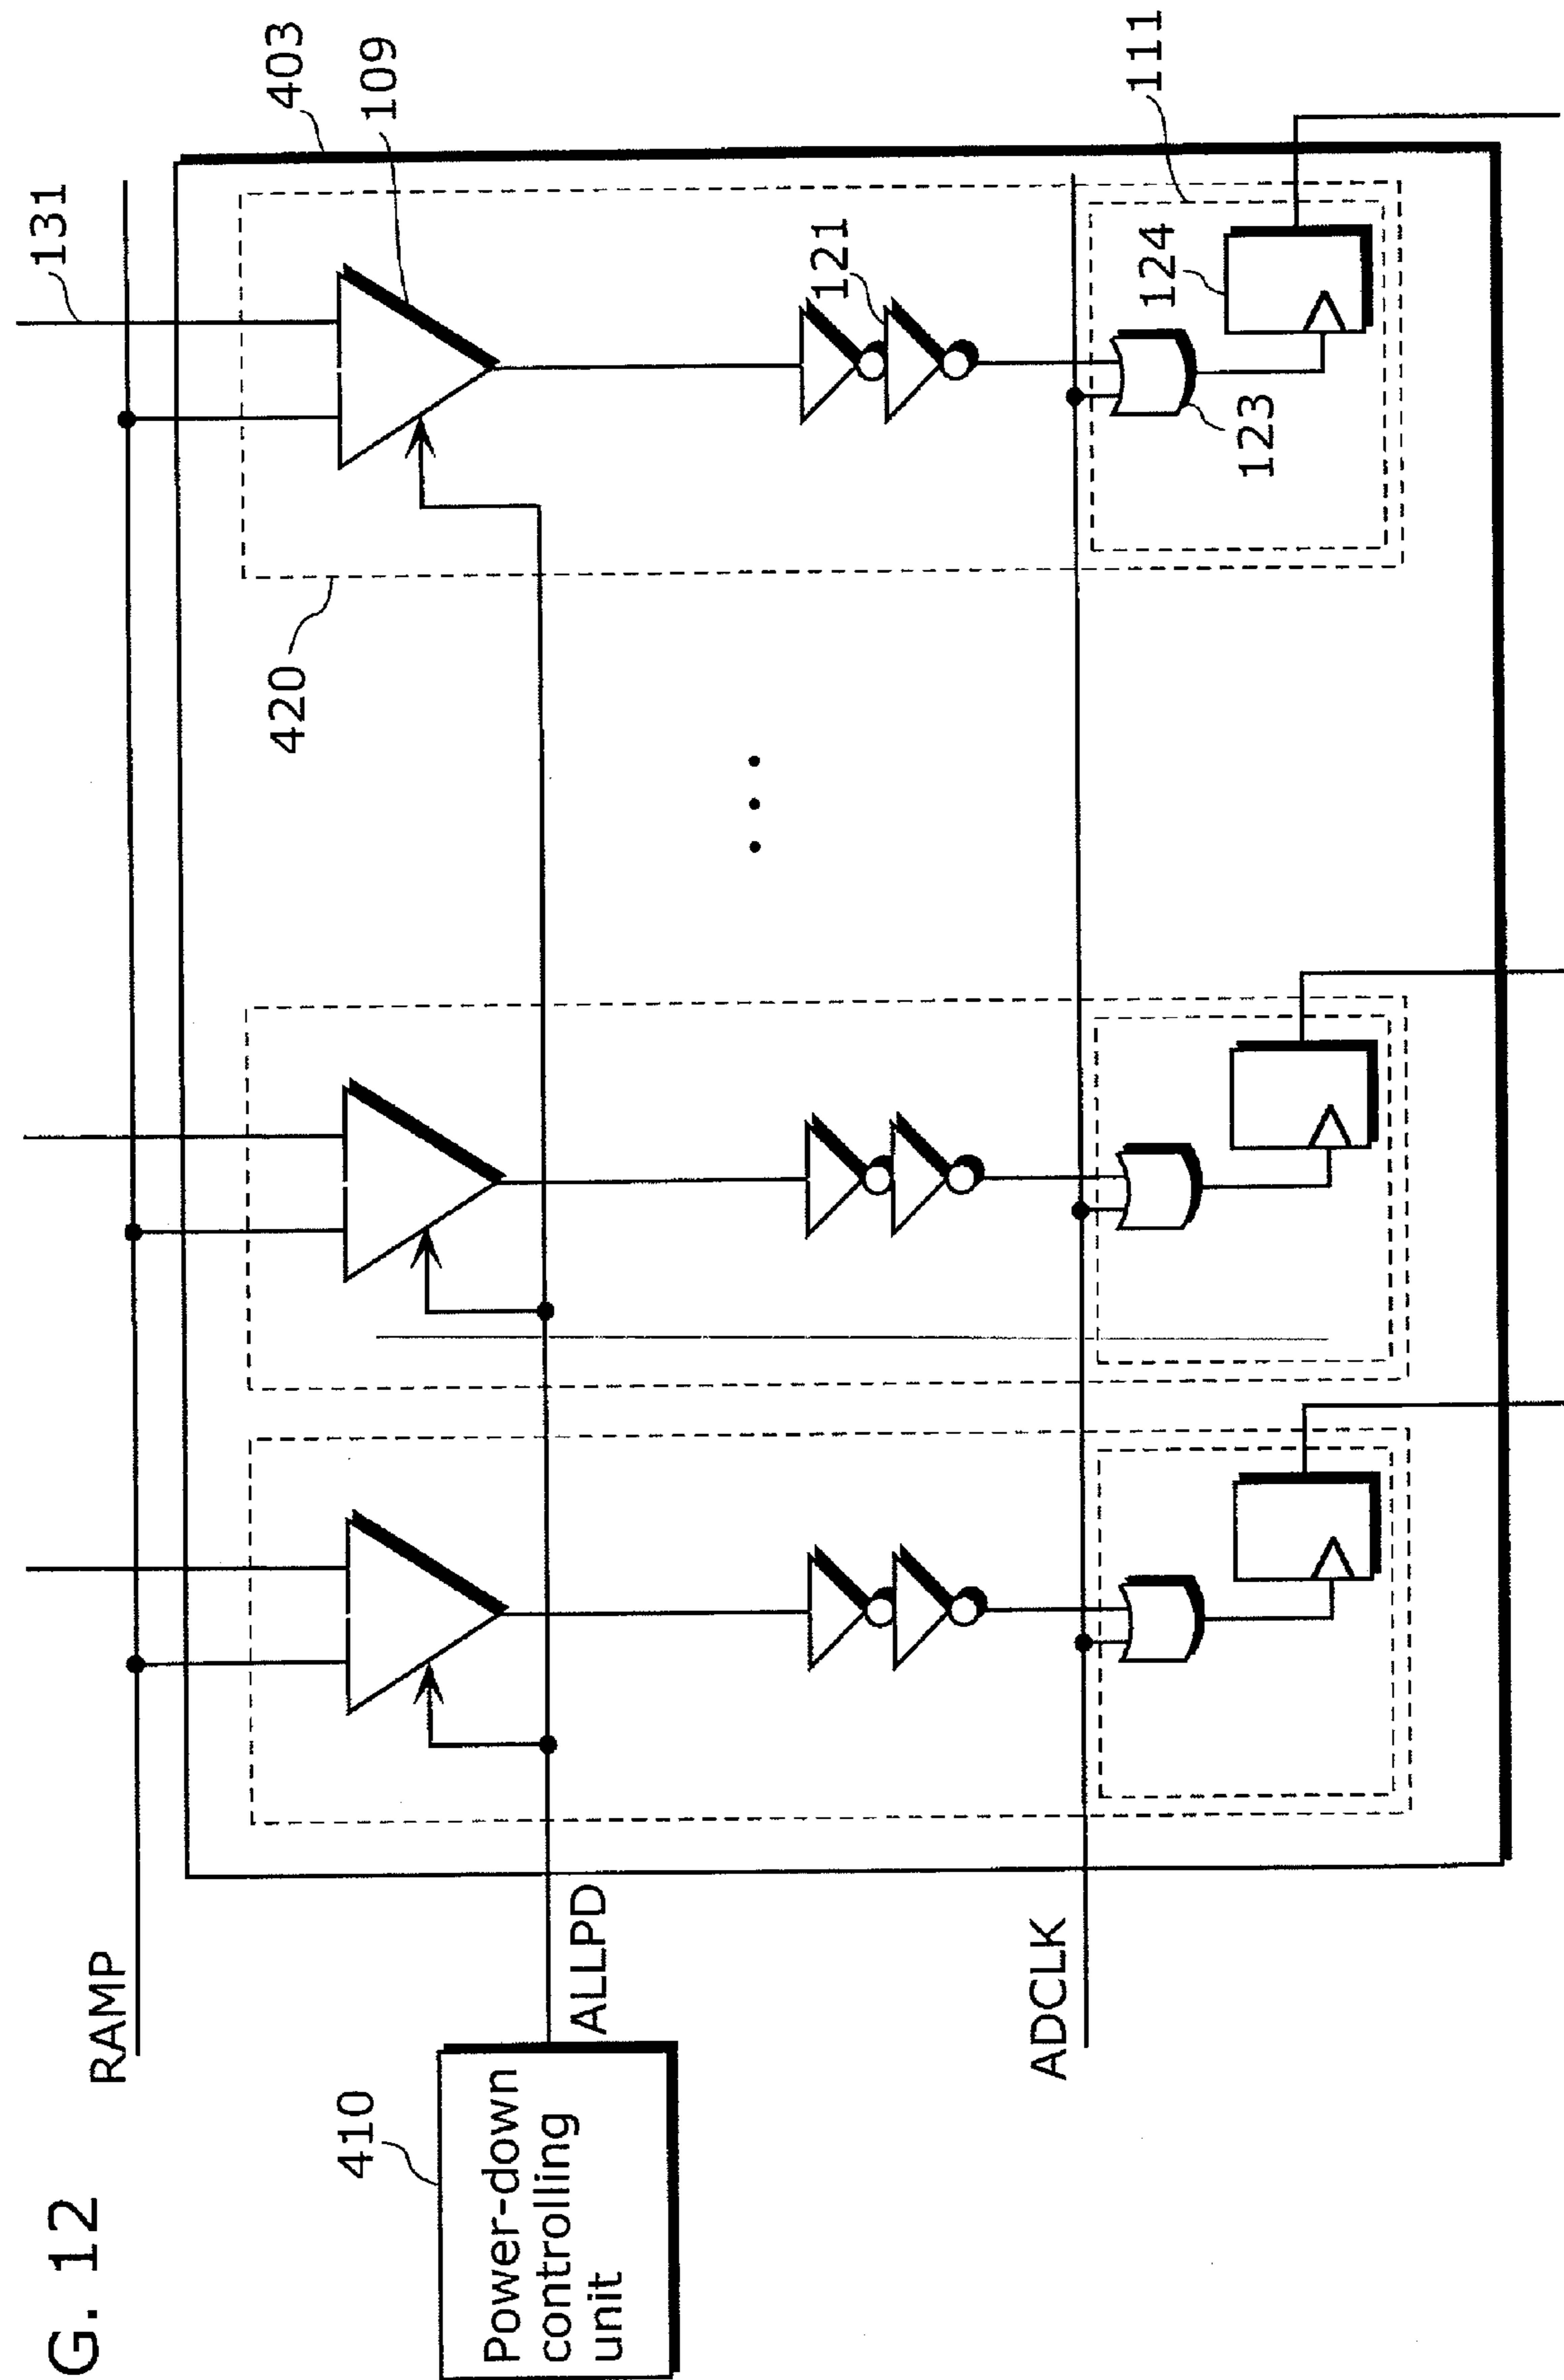 G. 12
RAMP
131
403
109
420
410
Power-down
controlling
unit
ALLPD
121
ADCLK
111
124
123